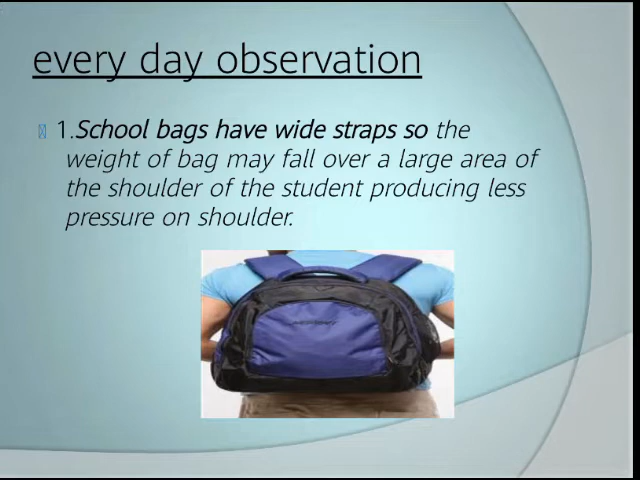 every day observation
1.School bags have wide straps so the
weight of bag may fall over a large area of
the shoulder of the student producing less
pressure on shoulder.